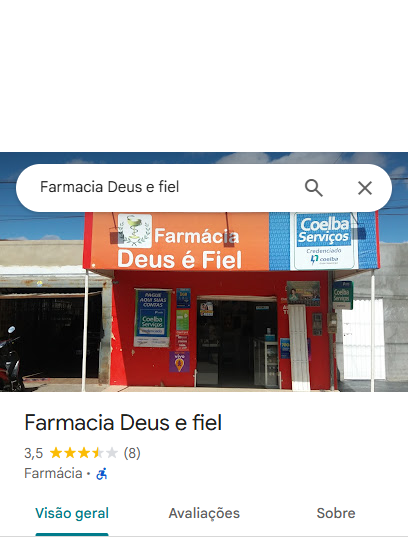 Farmacia Deus e fiel
Farmácia
Deus é Fiel
Coelba
Serviços
Credenciado
coelba
PAGUE
AQUI SUAS
CONTAS
Coelba
Serviços
vivo
Farmacia Deus e fiel
3,5 (8)
Farmácia ·
Visão geral
Avaliações
Sobre